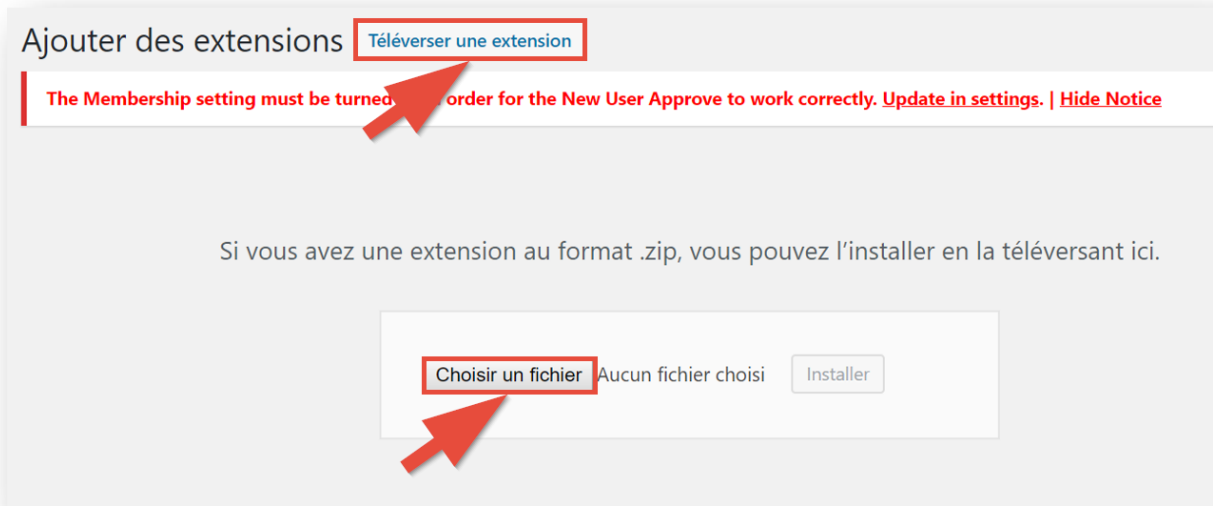 Ajouter des extensions Téléverser une extension
The Membership setting must be turned order for the New User Approve to work correctly. Update in settings. | Hide Notice
Si vous avez une extension au format .zip, vous pouvez l’installer en la téléversant ici.
Choisir un fichier Aucun fichier choisi Installer